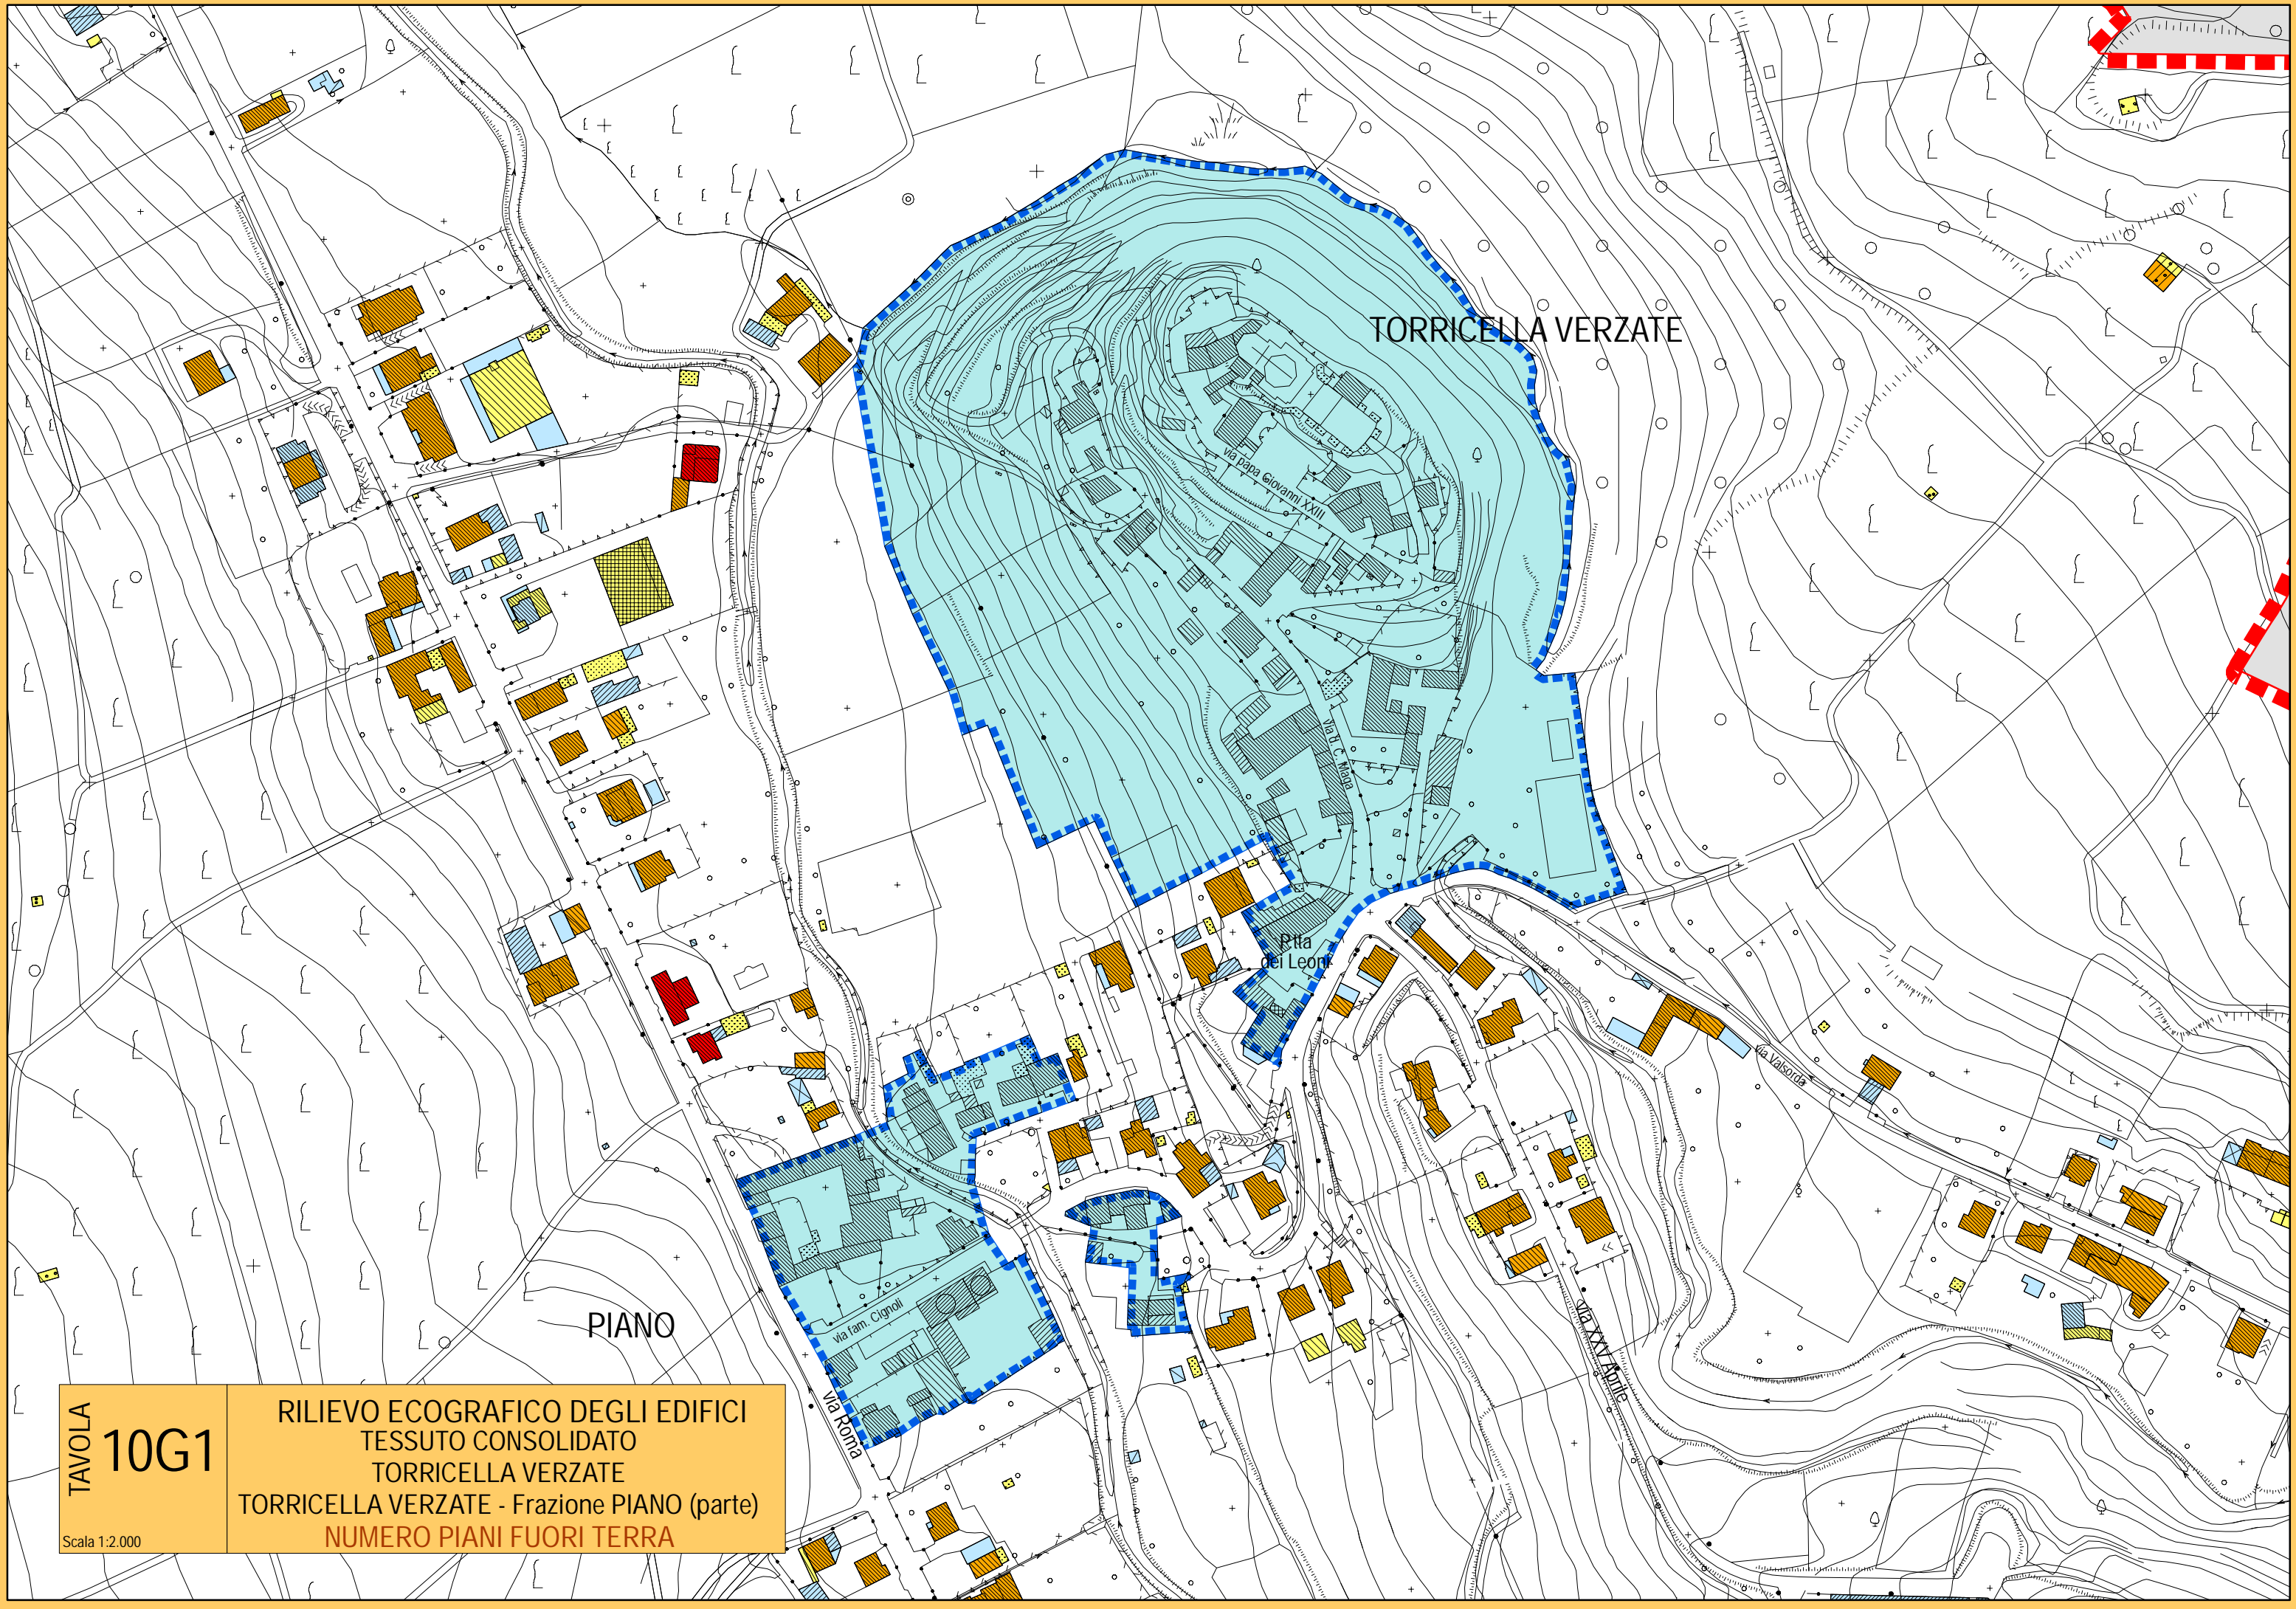 TORRICELLA VERZATE
via papa Giovanni XXIII
via d. C. Maga
P.tta
dei Leoni
via Valsorda
PIANO
via fam. Cignoli
via Roma
via XXV Aprile
TAVOLA
10G1
Scala 1:2.000
RILIEVO ECOGRAFICO DEGLI EDIFICI
TESSUTO CONSOLIDATO
TORRICELLA VERZATE
TORRICELLA VERZATE - Frazione PIANO (parte)
NUMERO PIANI FUORI TERRA